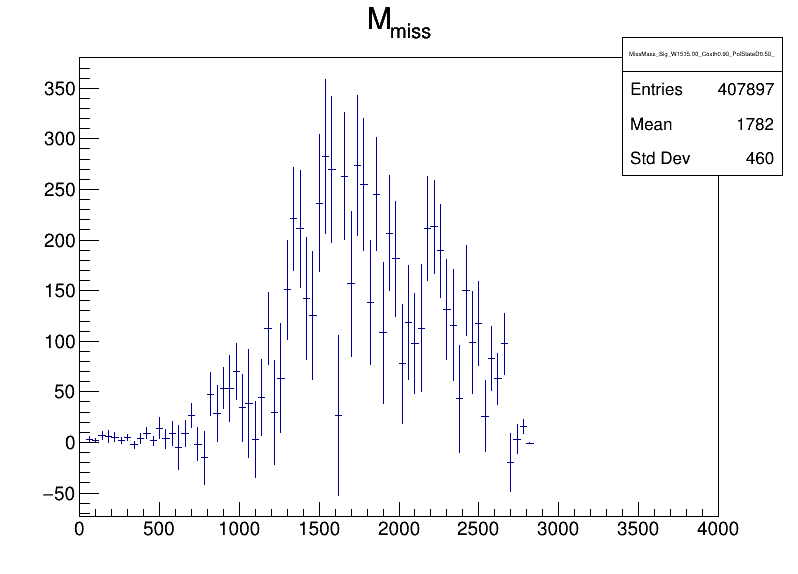 M_miss
MissMass_Sig_W1535.00_Costh0.90_PolStateD0.50_
Entries 407897
Mean 1782
Std Dev 460
350
300
250
200
150
100
50
0
−50
0 500 1000 1500 2000 2500 3000 3500 4000